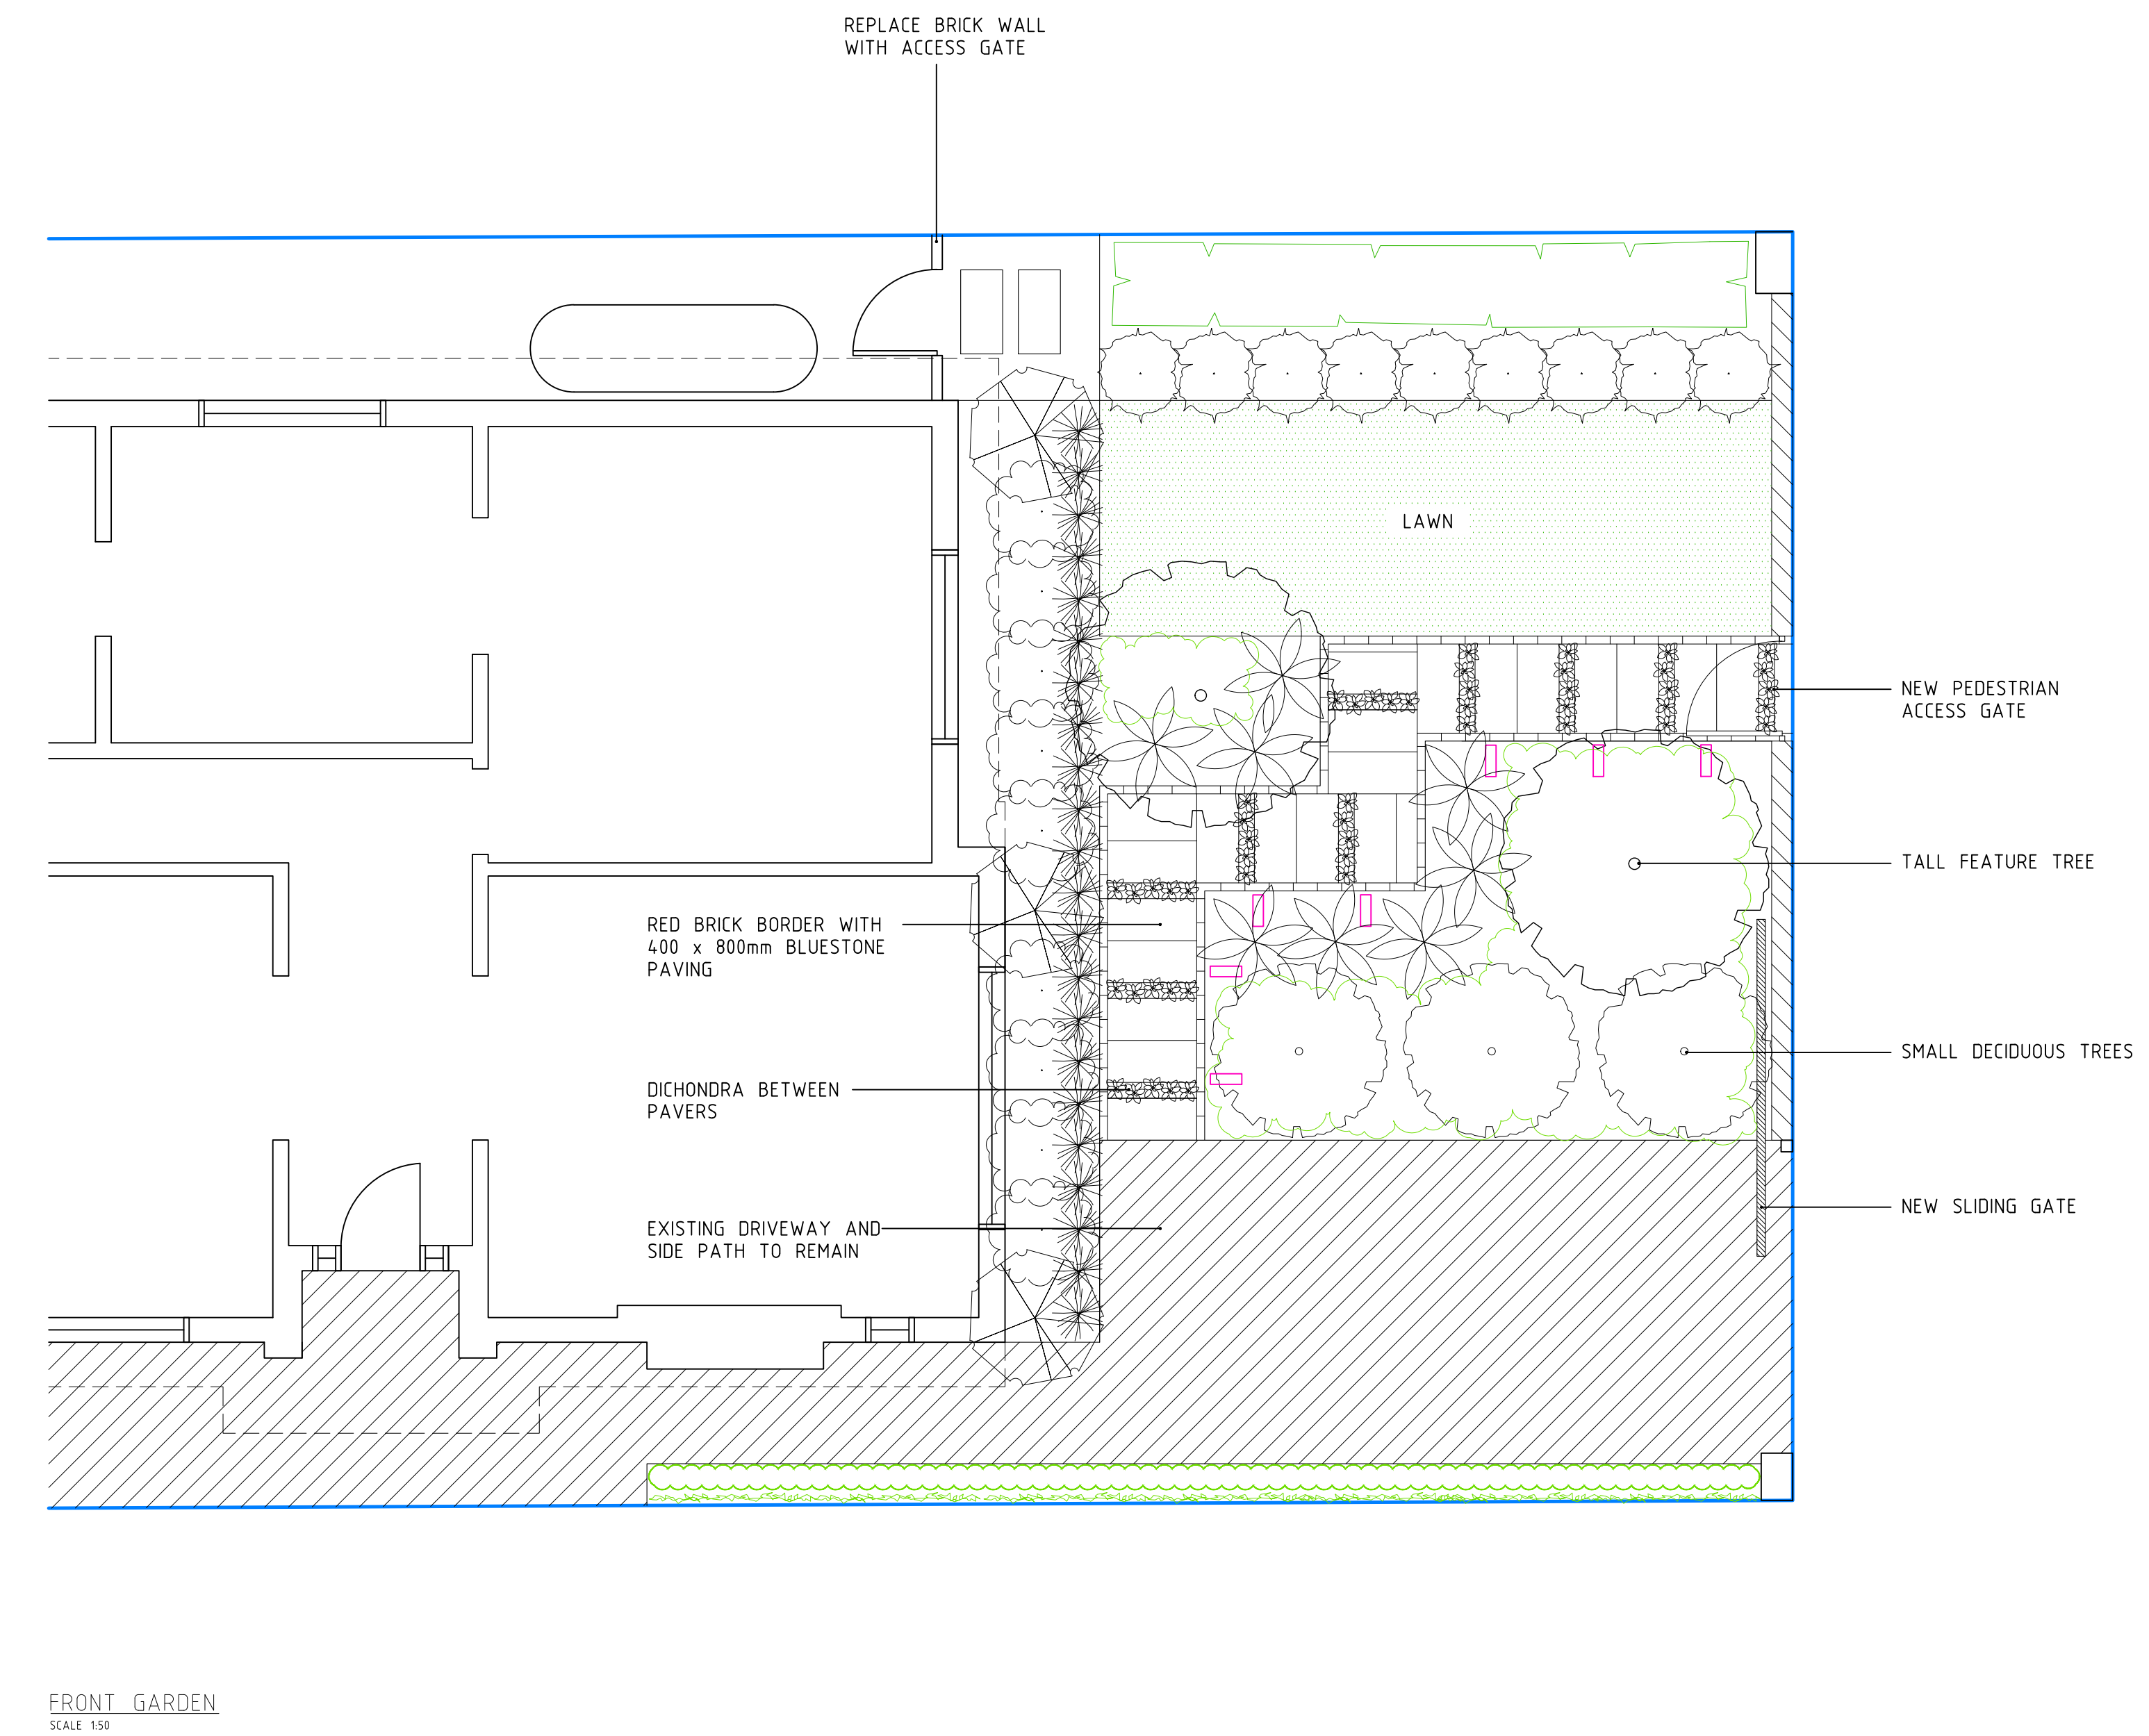 REPLACE BRICK WALL
WITH ACCESS GATE
LAWN
NEW PEDESTRIAN
ACCESS GATE
TALL FEATURE TREE
RED BRICK BORDER WITH
400 x 800mm BLUESTONE
PAVING
SMALL DECIDUOUS TREES
DICHONDRA BETWEEN
PAVERS
NEW SLIDING GATE
EXISTING DRIVEWAY AND
SIDE PATH TO REMAIN
FRONT GARDEN
SCALE 1:50